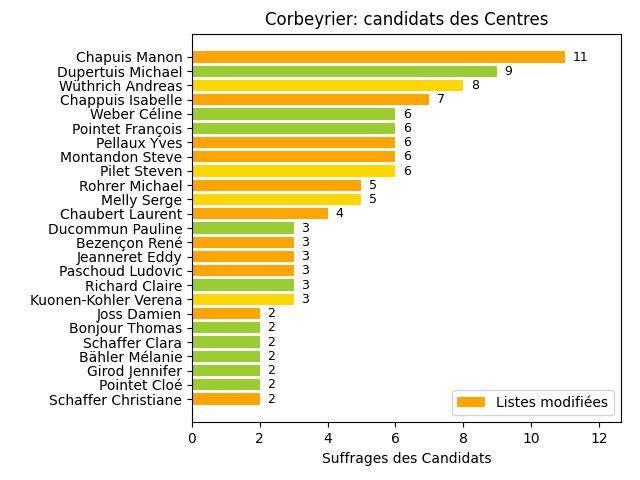 Corbeyrier: candidats des Centres
Chapuis Manon 11
Dupertuis Michael 9
Wüthrich Andreas 8
Chappuis Isabelle 7
Weber Céline 6
Pointet François 6
Pellaux Yves 6
Montandon Steve 6
Pilet Steven 6
Rohrer Michael 5
Melly Serge 5
Chaubert Laurent 4
Ducommun Pauline 3
Bezençon René 3
Jeanneret Eddy 3
Paschoud Ludovic 3
Richard Claire 3
Kuonen-Kohler Verena 3
Joss Damien 2
Bonjour Thomas 2
Schaffer Clara 2
Bähler Mélanie 2
Girod Jennifer 2
Pointet Cloé 2
Schaffer Christiane 2
Listes modifiées
0 2 4 6 8 10 12
Suffrages des Candidats